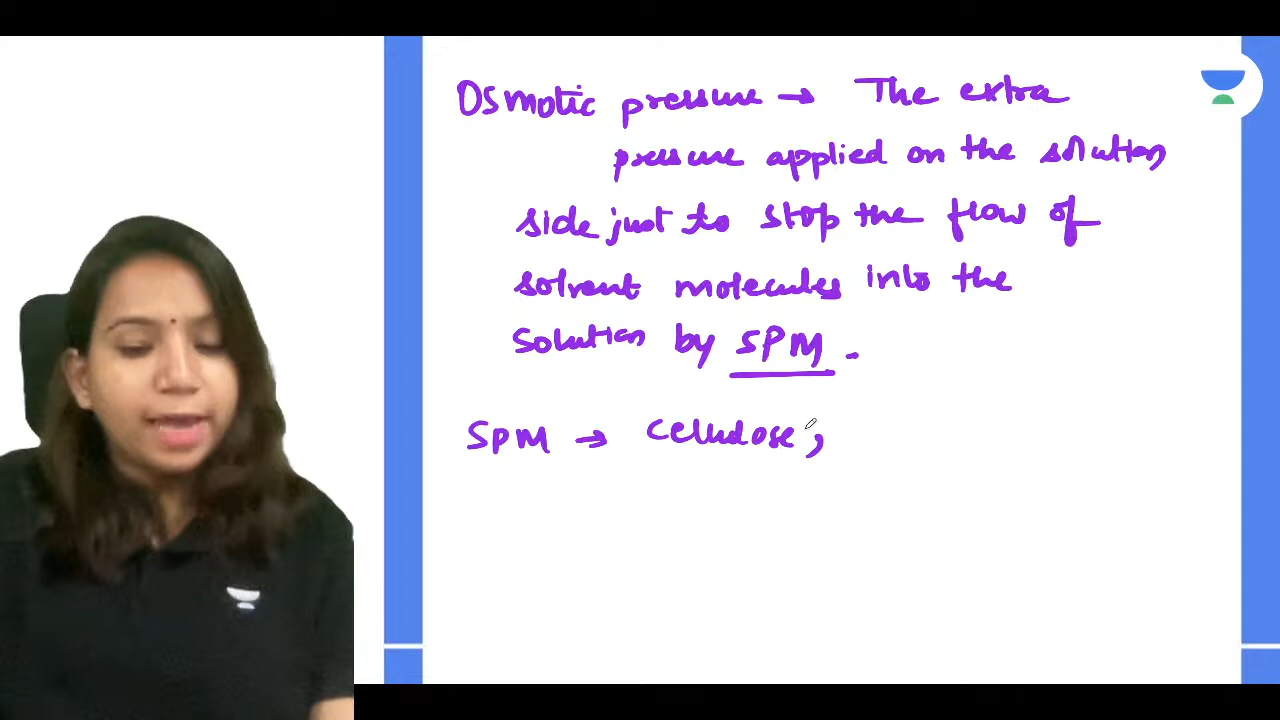 Osmotic pressure → The extra
pressure applied on the solution
side just to stop the flow of
solvent molecules into the
solution by SPM.
SPM → cellulose,